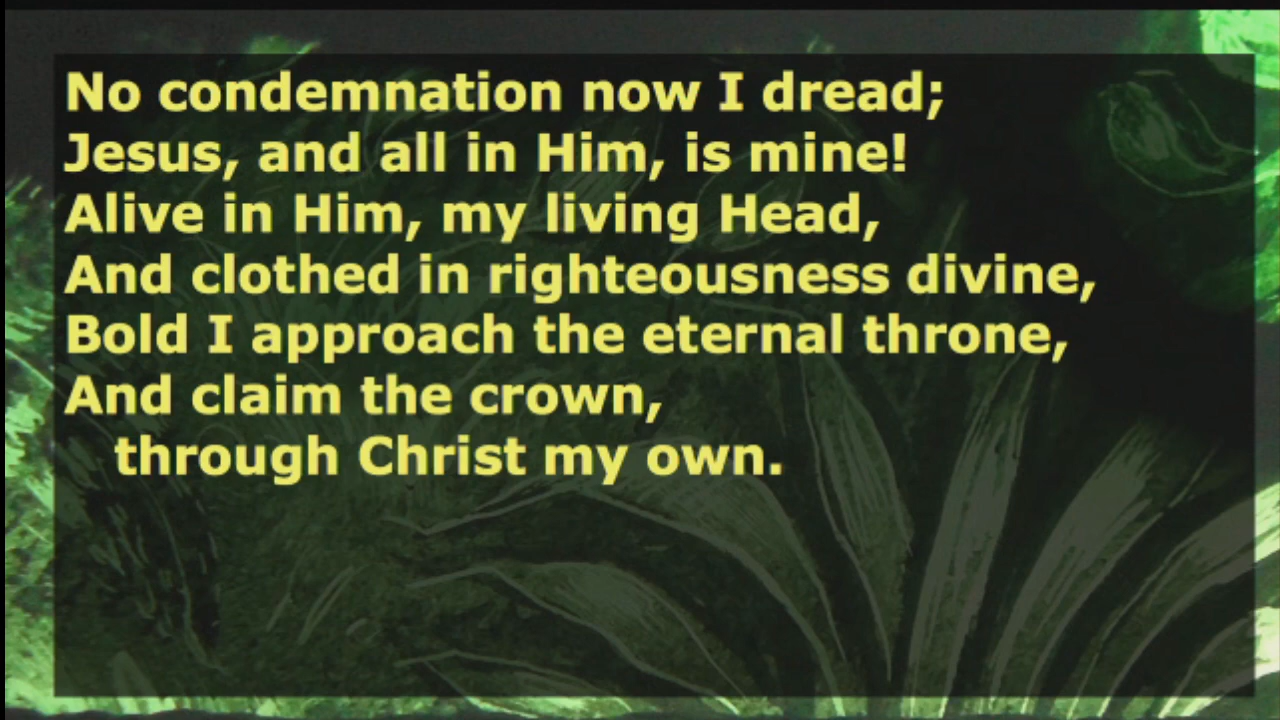 No condemnation now I dread;
Jesus, and all in Him, is mine!
Alive in Him, my living Head,
And clothed in righteousness divine,
Bold I approach the eternal throne,
And claim the crown,
through Christ my own.